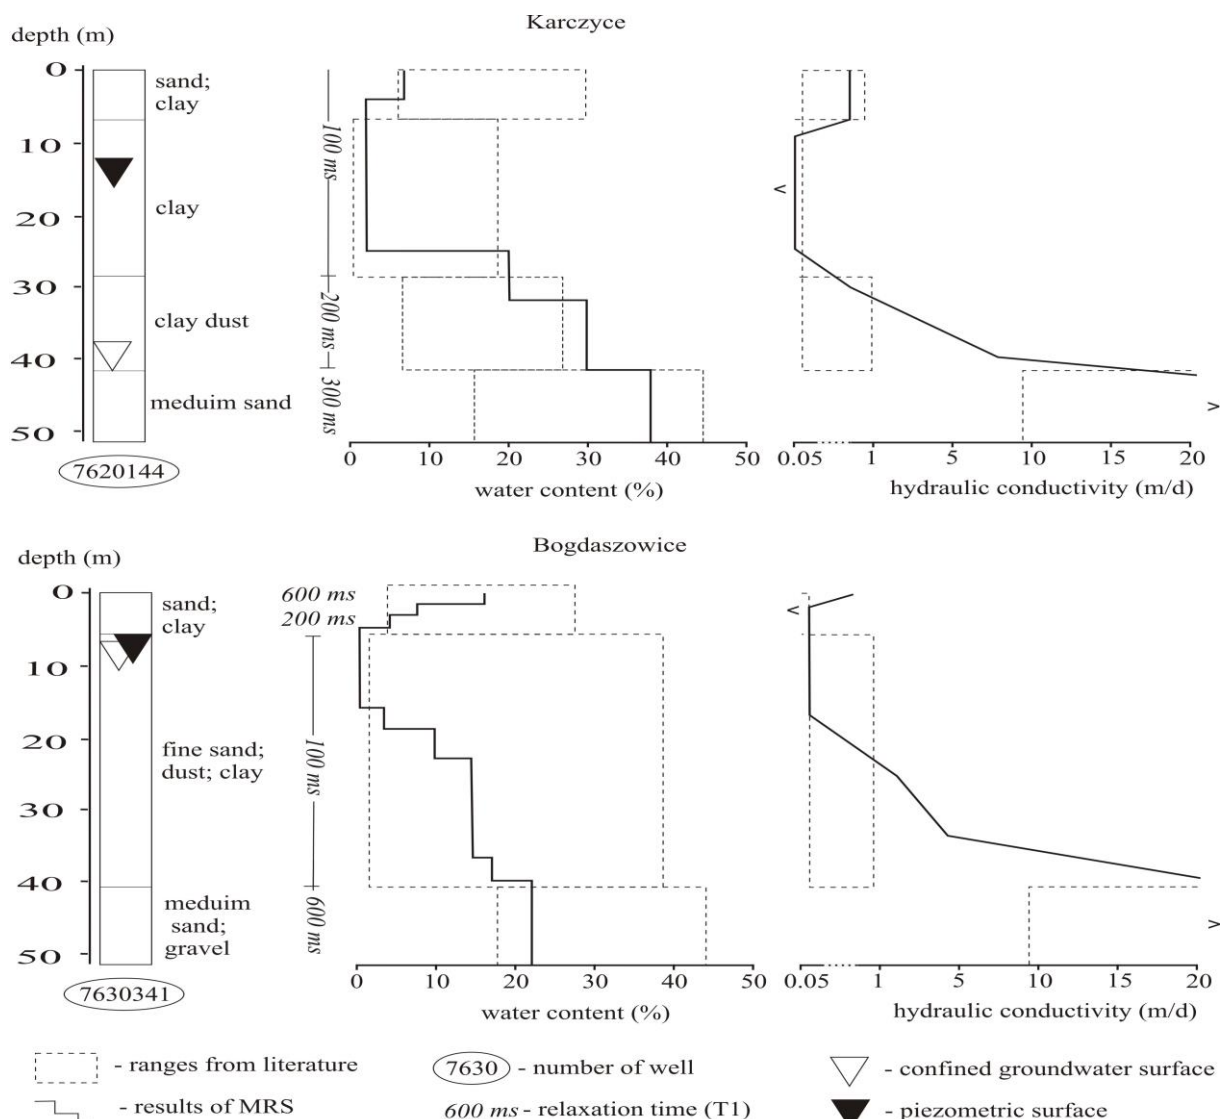 Karczyce
depth (m)
0
10
20
30
40
50
sand;
clay
clay
clay dust
meduim sand
7620144
100 ms
200 ms
300 ms
0 10 20 30 40 50
water content (%)
<
>
0.05 1 5 10 15 20
hydraulic conductivity (m/d)
Bogdaszowice
depth (m)
0
10
20
30
40
50
sand;
clay
fine sand;
dust; clay
meduim
sand;
gravel
7630341
600 ms
200 ms
100 ms
600 ms
0 10 20 30 40 50
water content (%)
<
>
0.05 1 5 10 15 20
hydraulic conductivity (m/d)
- ranges from literature
7630 - number of well
- confined groundwater surface
- results of MRS
600 ms - relaxation time (T1)
- piezometric surface